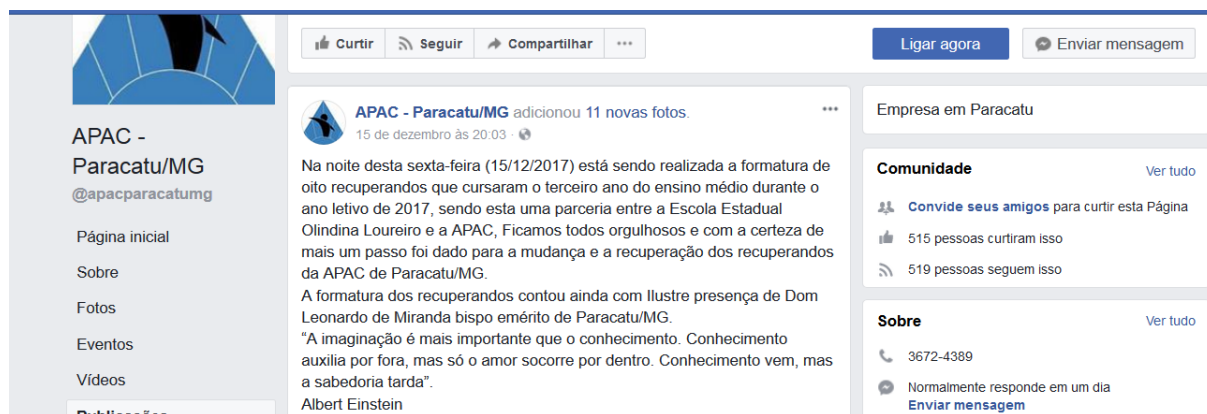 Curtir Seguir Compartilhar ...
Ligar agora Enviar mensagem
APAC -
Paracatu/MG
@apacparacatumg
Página inicial
Sobre
Fotos
Eventos
Vídeos
APAC - Paracatu/MG adicionou 11 novas fotos.
15 de dezembro às 20:03 ·
Na noite desta sexta-feira (15/12/2017) está sendo realizada a formatura de
oito recuperandos que cursaram o terceiro ano do ensino médio durante o
ano letivo de 2017, sendo esta uma parceria entre a Escola Estadual
Olindina Loureiro e a APAC, Ficamos todos orgulhosos e com a certeza de
mais um passo foi dado para a mudança e a recuperação dos recuperandos
da APAC de Paracatu/MG.
A formatura dos recuperandos contou ainda com Ilustre presença de Dom
Leonardo de Miranda bispo emérito de Paracatu/MG.
“A imaginação é mais importante que o conhecimento. Conhecimento
auxilia por fora, mas só o amor socorre por dentro. Conhecimento vem, mas
a sabedoria tarda”.
Albert Einstein
Empresa em Paracatu
Comunidade Ver tudo
Convide seus amigos para curtir esta Página
515 pessoas curtiram isso
519 pessoas seguem isso
Sobre Ver tudo
3672-4389
Normalmente responde em um dia
Enviar mensagem